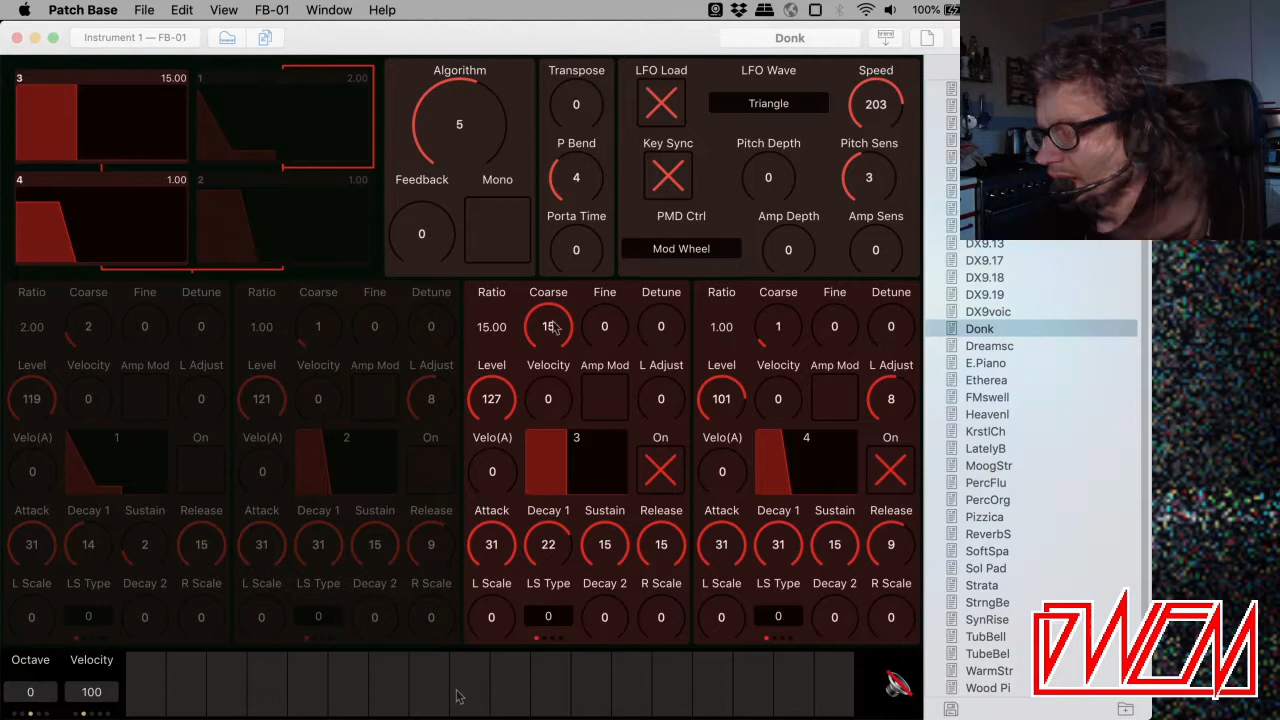 Patch Base File Edit View FB-01 Window Help 100%
Instrument 1 — FB-01 Donk
3 15.00 1 2.00
4 1.00 2
Algorithm Transpose LFO Load LFO Wave Speed
5 0 Triangle 203
P Bend Key Sync Pitch Depth Pitch Sens
4 0 3
Feedback Mono
Porta Time PMD Ctrl Amp Depth Amp Sens
0 0 Mod Wheel 0 0
Ratio Coarse Fine Detune Ratio Coarse Fine Detune Ratio Coarse Fine Detune Ratio Coarse Fine Detune
2.00 2 0 0 1.00 1 0 0 15.00 15 0 0 1.00 1 0 0
Level Velocity Amp Mod L Adjust Level Velocity Amp Mod L Adjust Level Velocity Amp Mod L Adjust Level Velocity Amp Mod L Adjust
119 0 0 121 0 8 127 0 0 101 0 8
Velo(A) 1 On Velo(A) 2 On Velo(A) 3 On Velo(A) 4 On
0 0 0 0
Attack Decay 1 Sustain Release Attack Decay 1 Sustain Release Attack Decay 1 Sustain Release Attack Decay 1 Sustain Release
31 14 2 15 31 31 15 9 31 22 15 15 31 31 15 9
L Scale LS Type Decay 2 R Scale L Scale LS Type Decay 2 R Scale L Scale LS Type Decay 2 R Scale L Scale LS Type Decay 2 R Scale
0 0 0 0 0 0 0 0 0 0 0 0 0 0 0 0
Octave Velocity
0 100
DX9.13
DX9.17
DX9.18
DX9.19
DX9voic
Donk
Dreamsc
E.Piano
Etherea
FMswell
Heavenl
KrstlCh
LatelyB
MoogStr
PercFlu
PercOrg
Pizzica
ReverbS
SoftSpa
Sol Pad
Strata
StrngBe
SynRise
TubBell
TubeBel
WarmStr
Wood Pi